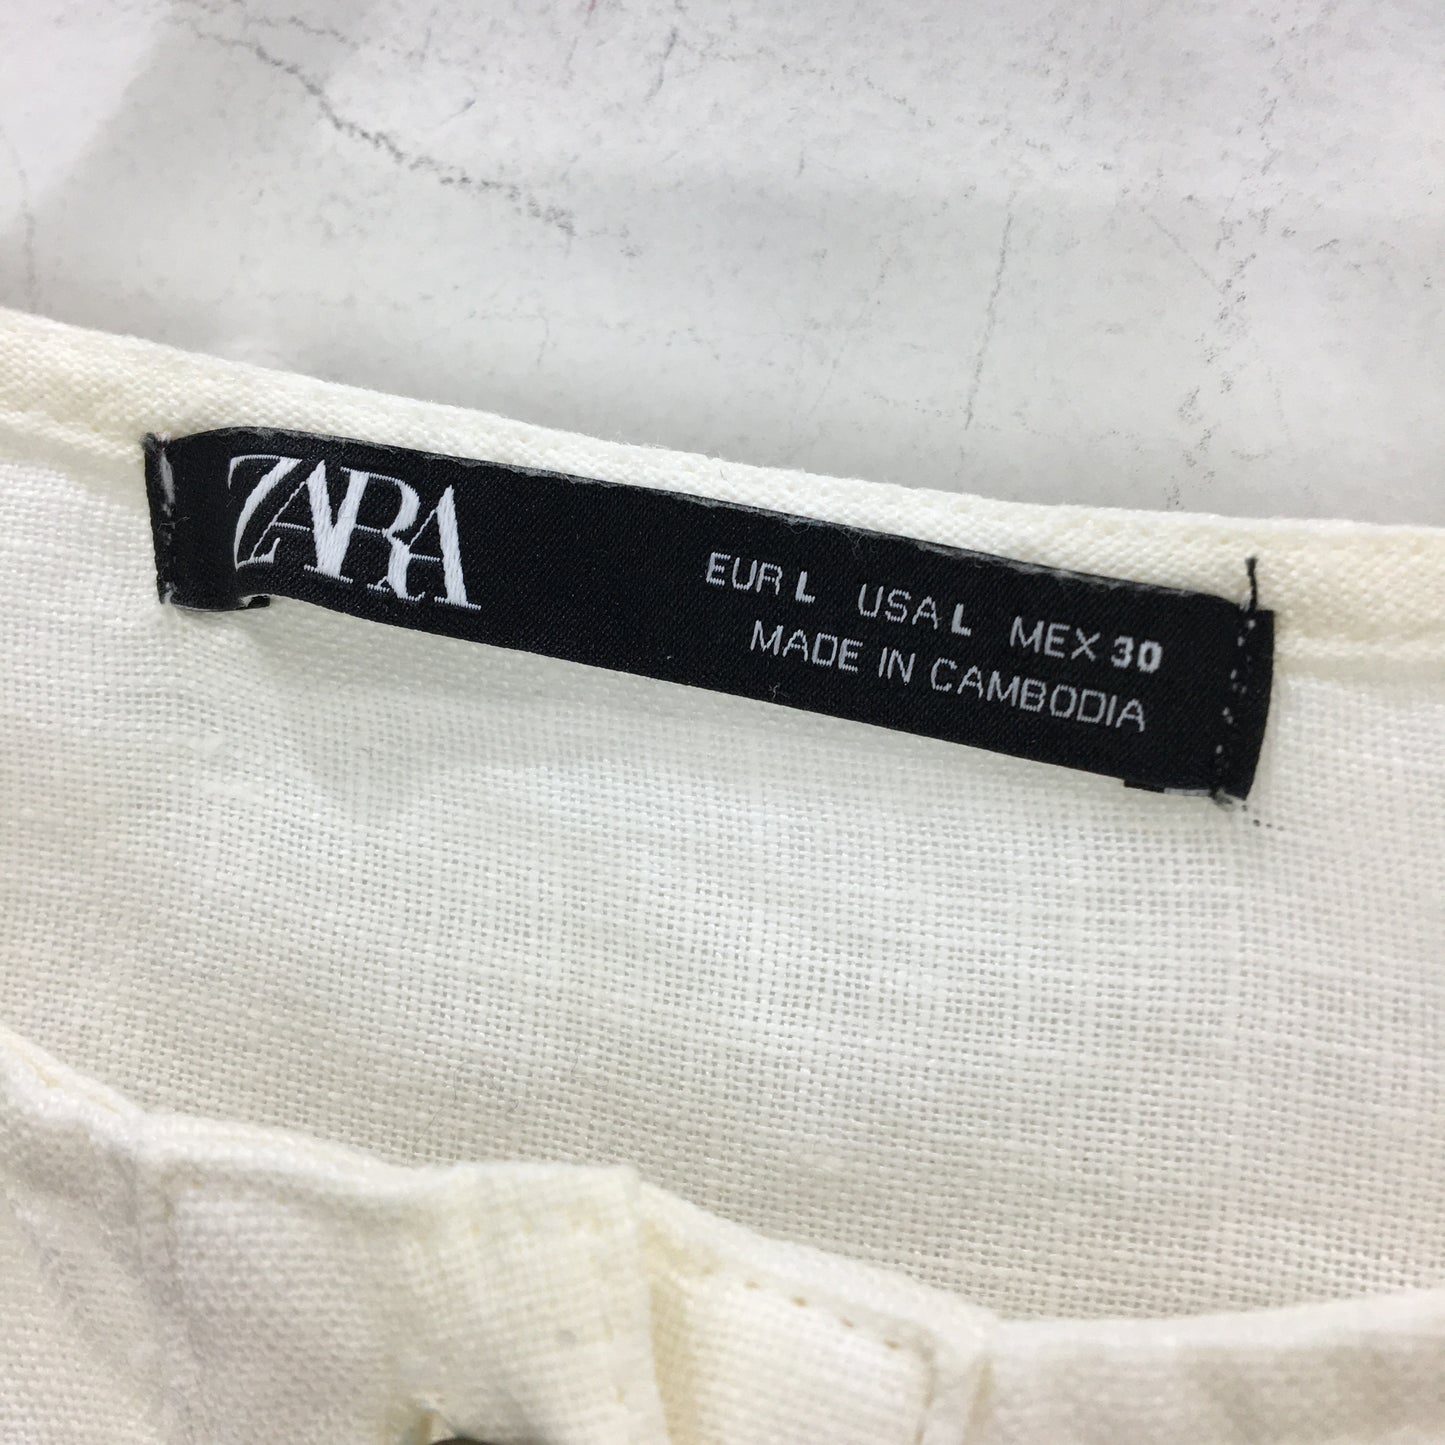 ZARA
EUR L USA L MEX 30
MADE IN CAMBODIA